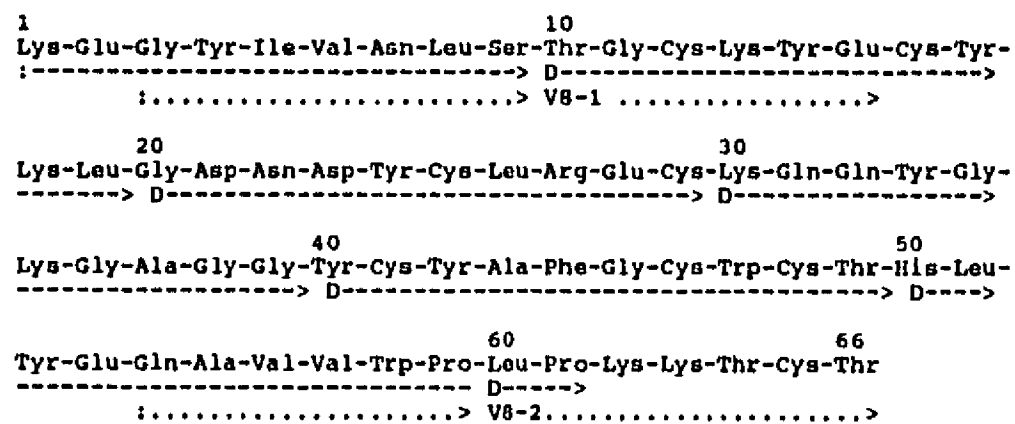 1 10
Lys-Glu-Gly-Tyr-Ile-Val-Asn-Leu-Ser-Thr-Gly-Cys-Lys-Tyr-Glu-Cys-Tyr-
:--------------------------------> D----------------------------->
:..........................> V8-1 .................>
20 30
Lys-Leu-Gly-Asp-Asn-Asp-Tyr-Cys-Leu-Arg-Glu-Cys-Lys-Gln-Gln-Tyr-Gly-
-------> D------------------------------------> D----------------->
40 50
Lys-Gly-Ala-Gly-Gly-Tyr-Cys-Tyr-Ala-Phe-Gly-Cys-Trp-Cys-Thr-His-Leu-
-------------------> D-------------------------------------> D---->
60 66
Tyr-Glu-Gln-Ala-Val-Val-Trp-Pro-Leu-Pro-Lys-Lys-Thr-Cys-Thr
------------------------------- D----->
:......................> V8-2......................>